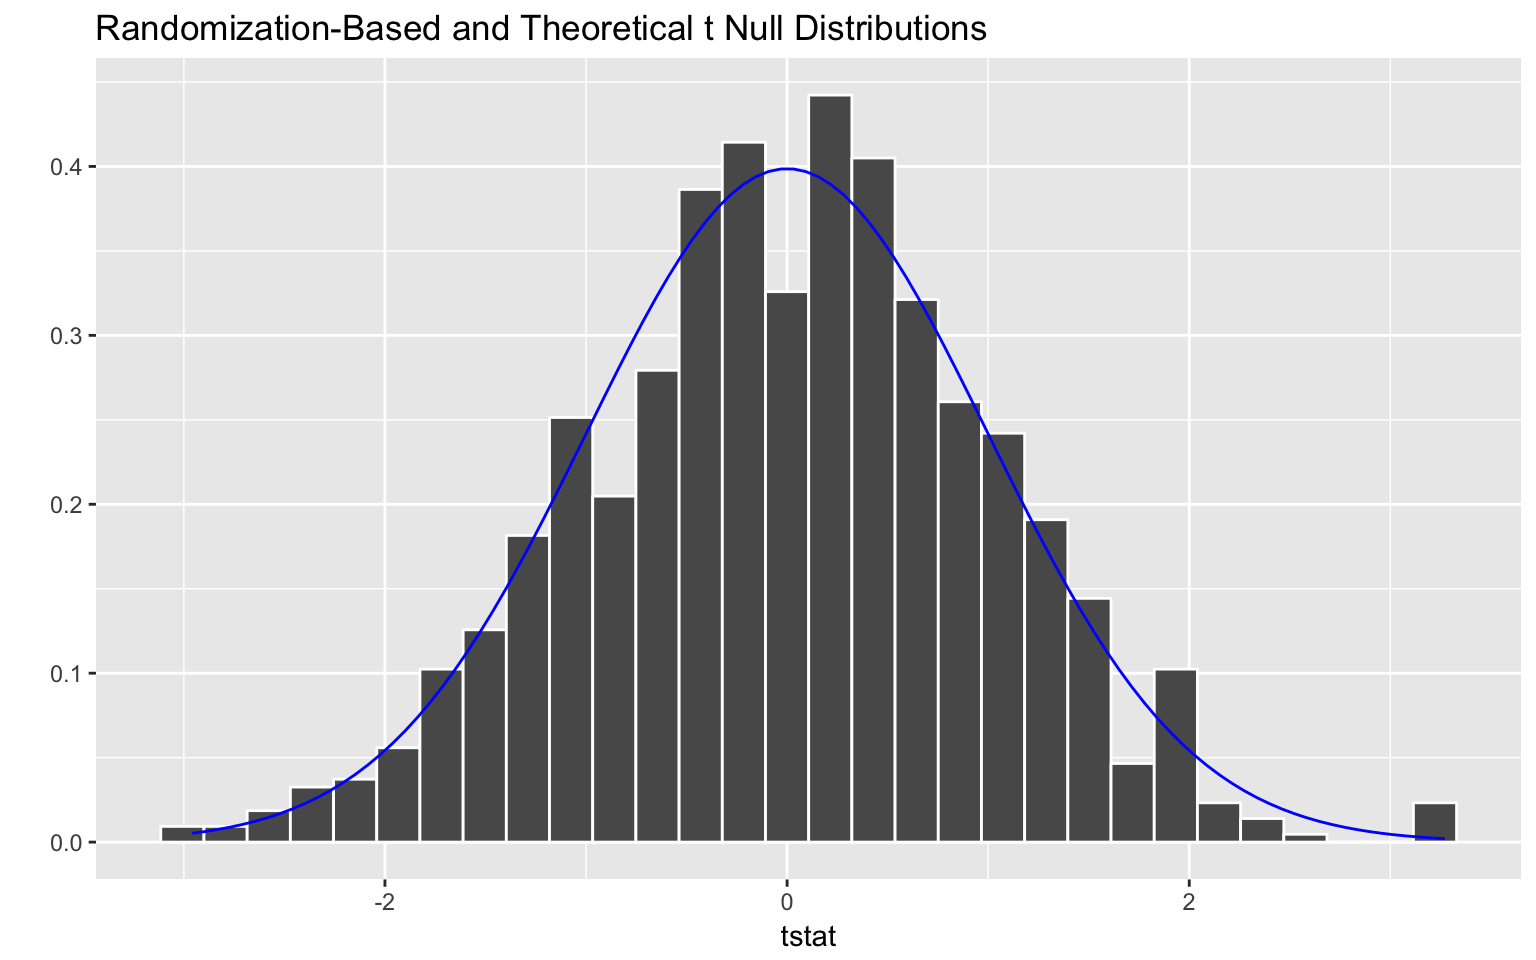 Randomization-Based and Theoretical t Null Distributions
0.4
0.3
0.2
0.1
0.0
-2 0 2
tstat